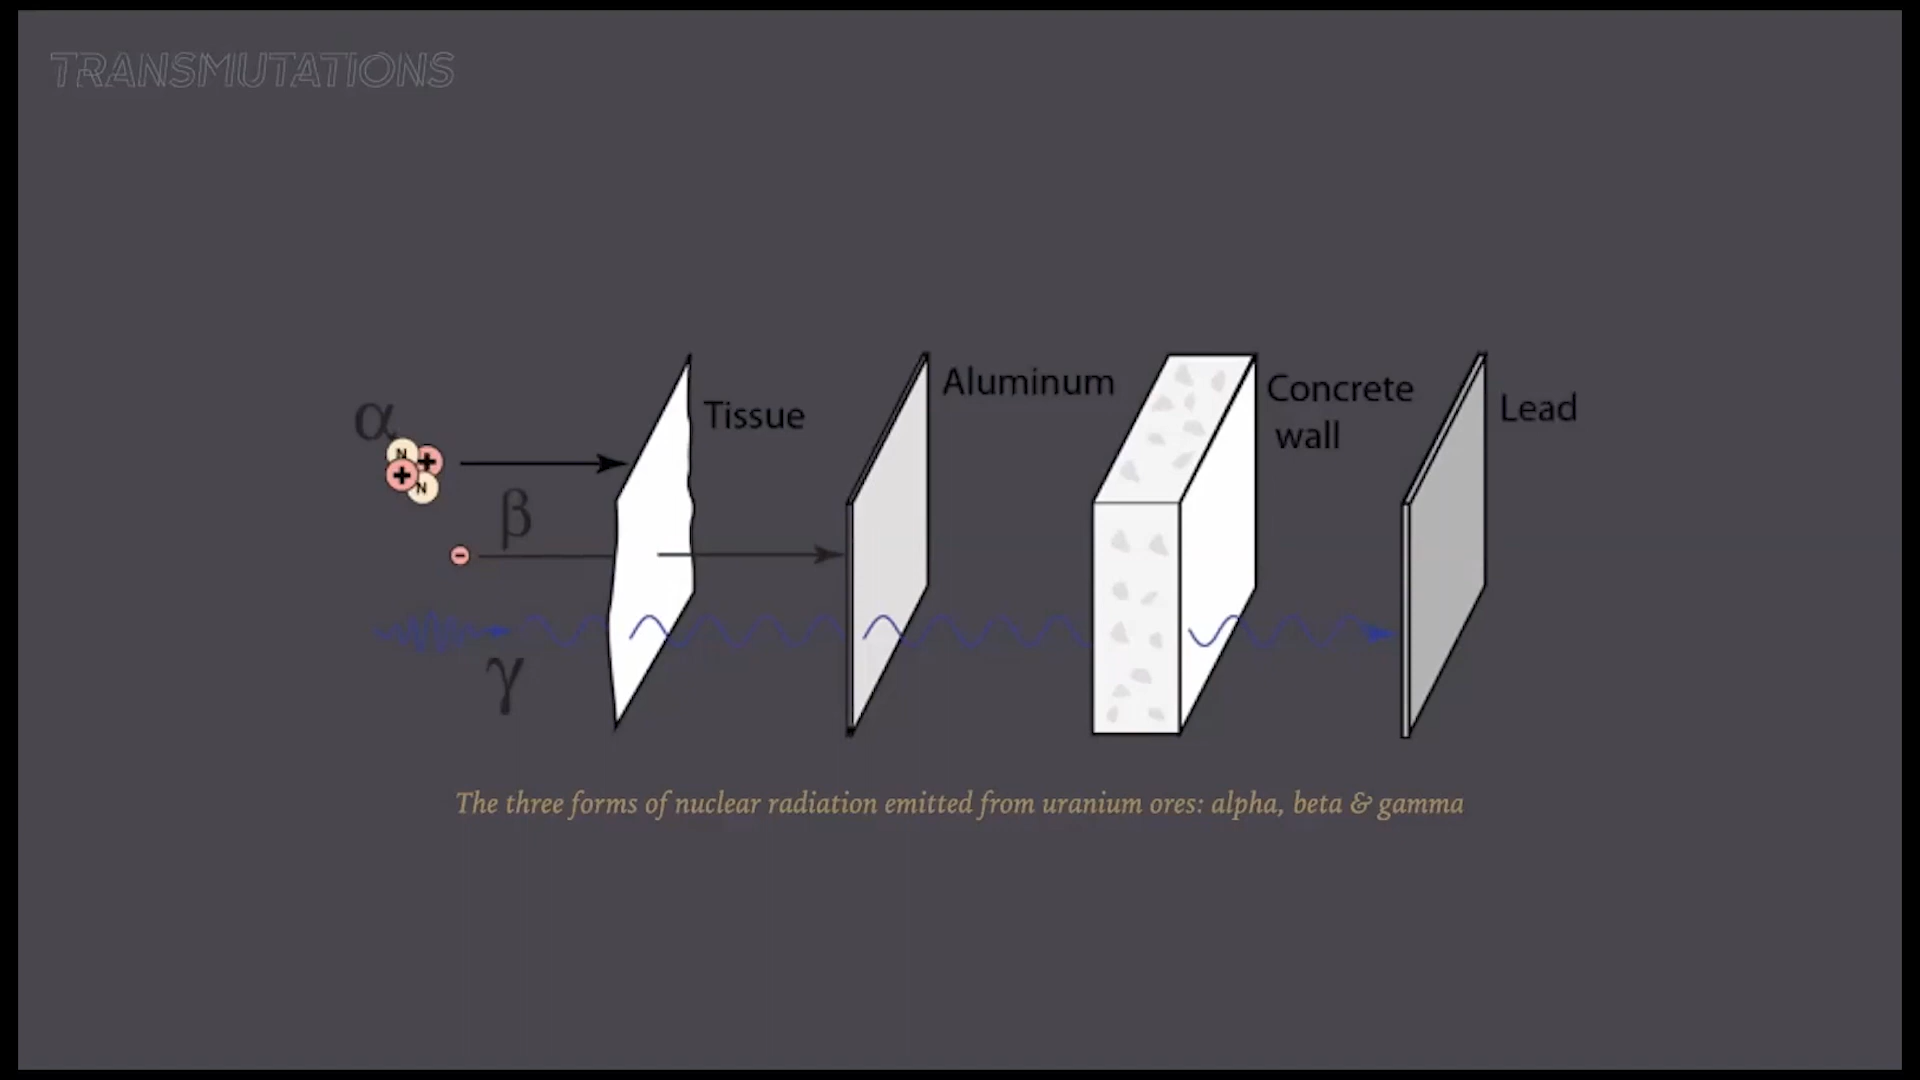 TRANSMUTATIONS
α
N
+
+
N
Tissue
Aluminum
Concrete
wall
Lead
β
-
γ
The three forms of nuclear radiation emitted from uranium ores: alpha, beta & gamma